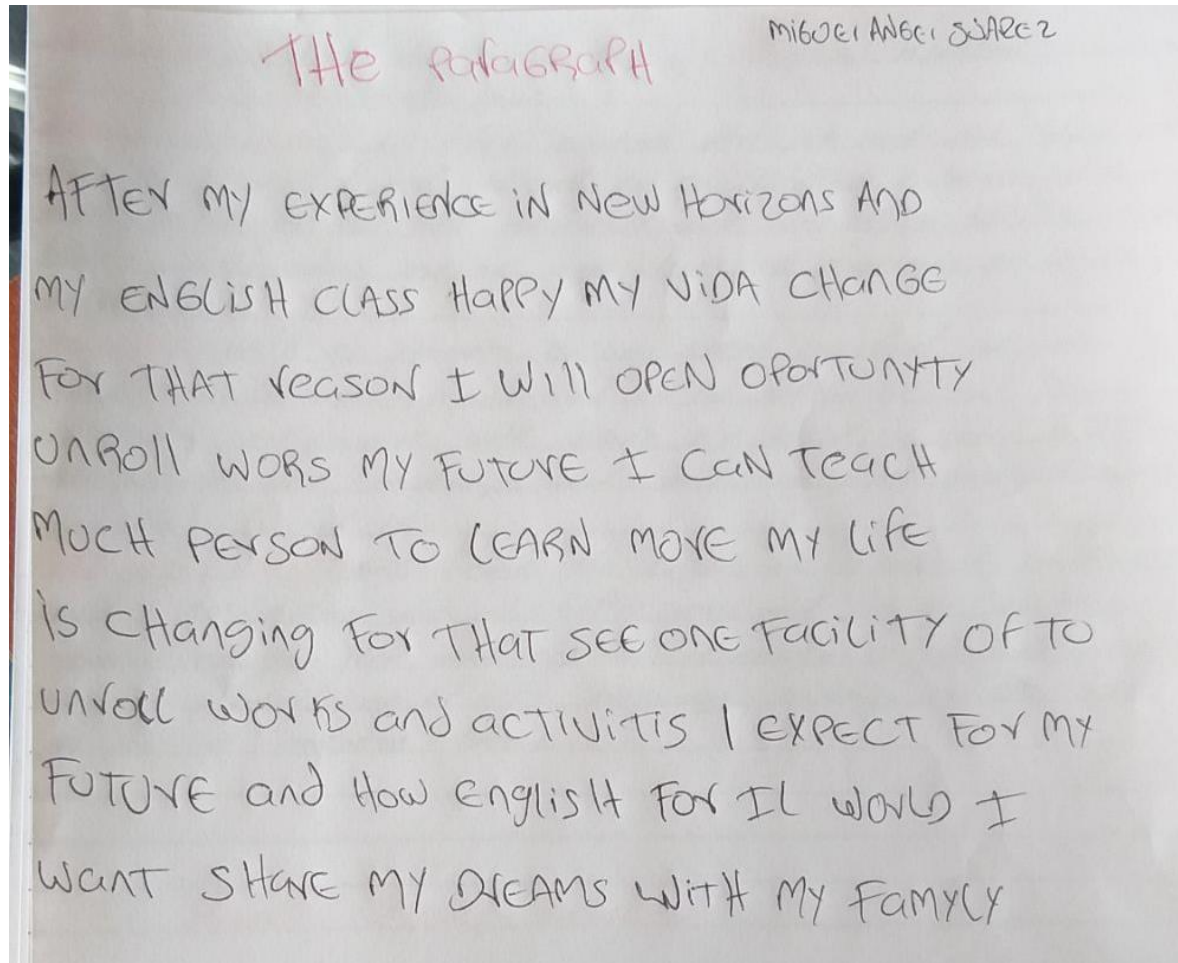 MIGUEl ANGEl SUAREZ
THe PaRaGRaPH
AFTEr MY EXPERIENCE iN New HOriZONS AND
MY ENGLiSH ClASS HAPPY MY ViDA CHANGE
FOr THAT reaSON I Will OPEN OPOrTUNYTY
UNROll WORS MY FUTUrE I CaN TeacH
MUCH PErSON TO LEARN MOrE MY LifE
iS CHanging FOr THaT SEE ONE FaCiLiTY OF TO
UNroll WOrks and aCTiViTiS I EXPECT FOr MY
FUTUrE and HOW EnglisH FOr IL WOrLD I
WanT SHArE MY DrEAMS WiTH MY FamYLY